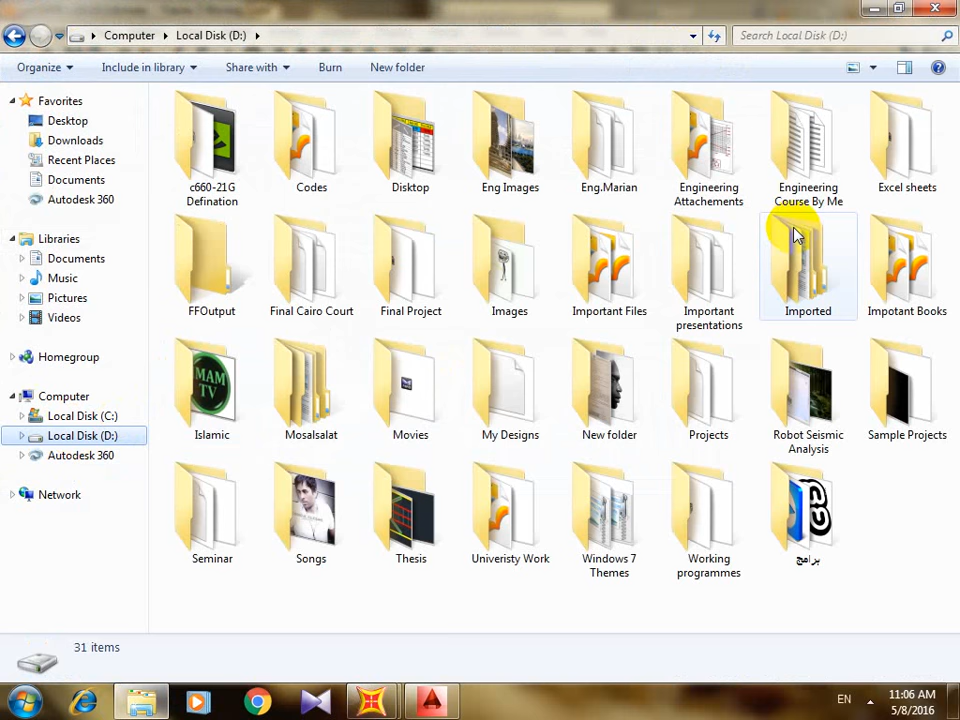 Computer
Local Disk (D:)
Search Local Disk (D:)
Organize
Include in library
Share with
Burn
New folder
Favorites
Desktop
Downloads
Recent Places
Documents
Autodesk 360
Libraries
Documents
Music
Pictures
Videos
Homegroup
Computer
Local Disk (C:)
Local Disk (D:)
Autodesk 360
Network
c660-21G
Defination
Codes
Disktop
Eng Images
Eng.Marian
Engineering
Attachements
Engineering
Course By Me
Excel sheets
FFOutput
Final Cairo Court
Final Project
Images
Important Files
Important
presentations
Imported
Impotant Books
MAM
TV
Islamic
Mosalsalat
Movies
My Designs
New folder
Projects
Robot Seismic
Analysis
Sample Projects
Seminar
Songs
Thesis
Univeristy Work
Windows 7
Themes
Working
programmes
برامج
31 items
EN
11:06 AM
5/8/2016